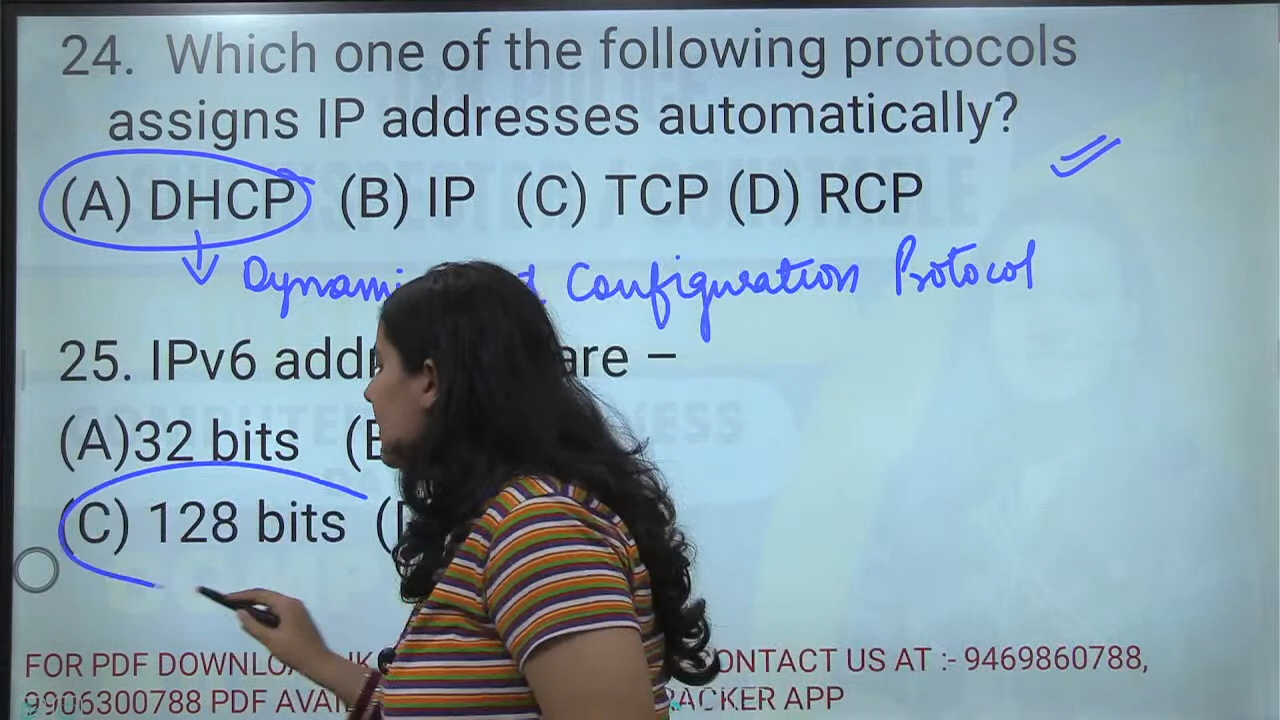 24. Which one of the following protocols
assigns IP addresses automatically?
(A) DHCP (B) IP (C) TCP (D) RCP
Configuration Protocol
25. IPv6 are –
(A)32 bits
(C) 128 bits
FOR PDF CONTACT US AT :- 9469860788,
9906300788 PDF APP